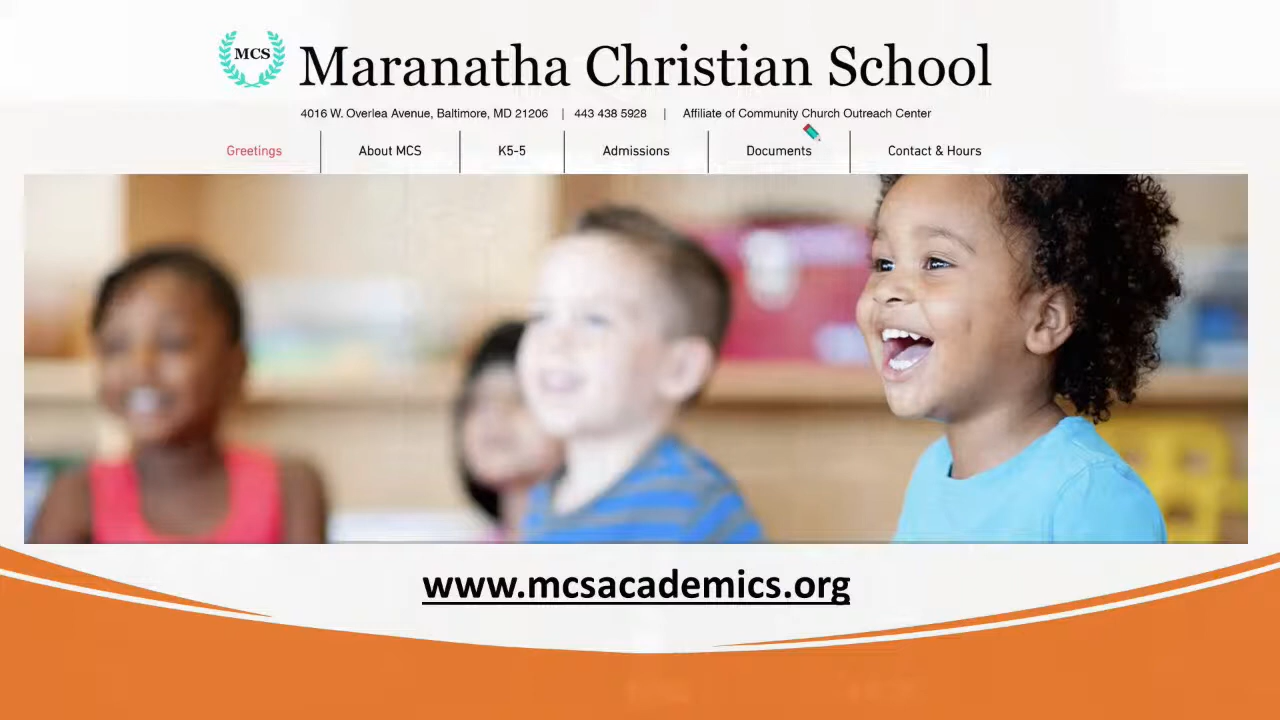 MCS Maranatha Christian School
4016 W. Overlea Avenue, Baltimore, MD 21206 | 443 438 5928 | Affiliate of Community Church Outreach Center
Greetings About MCS K5-5 Admissions Documents Contact & Hours
www.mcsacademics.org